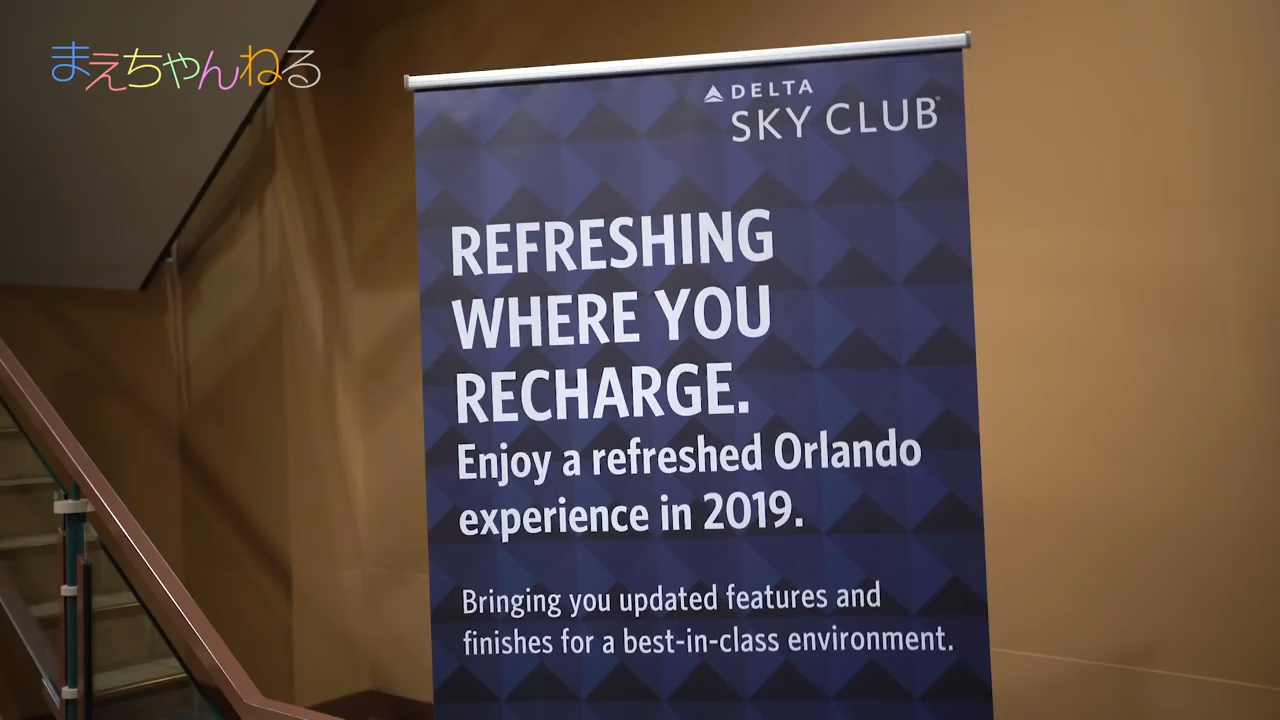 まえちゃんねる
DELTA
SKY CLUB®
REFRESHING
WHERE YOU
RECHARGE.
Enjoy a refreshed Orlando
experience in 2019.
Bringing you updated features and
finishes for a best-in-class environment.